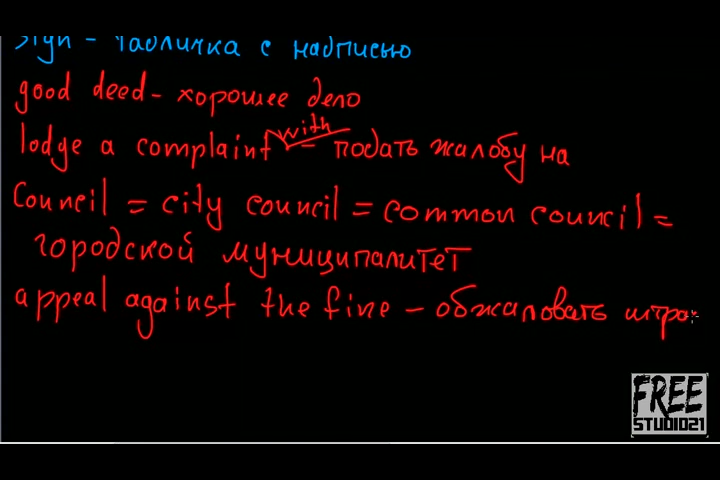 sign - табличка с надписью
good deed - хорошее дело
with
lodge a complaint - подать жалобу на
Council = city council = common council =
городской муниципалитет
appeal against the fine - обжаловать штра
FREE
STUDIO21